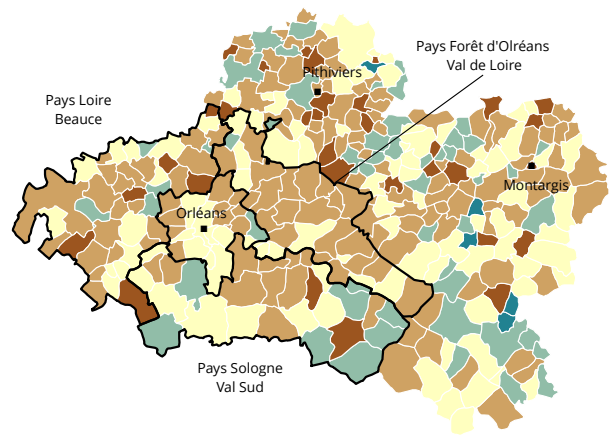 Pays Forêt d'Olréans
Val de Loire
Pithiviers
Pays Loire
Beauce
Montargis
Orléans
Pays Sologne
Val Sud